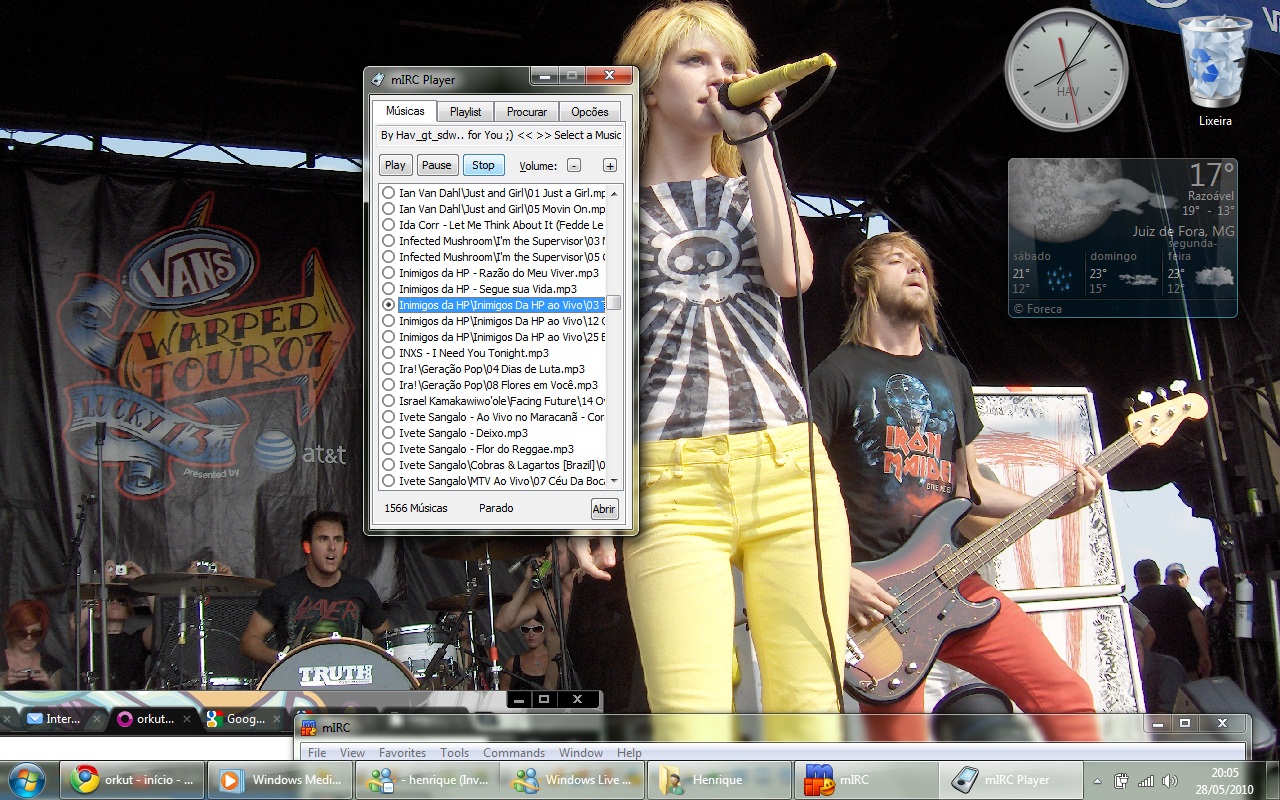 mIRC Player
Músicas
Playlist
Procurar
Opcões
By Hav_gt_sdw.. for You ;) << >> Select a Music
Play
Pause
Stop
Volume:
-
+
Ian Van Dahl\Just and Girl\01 Just a Girl.mp
Ian Van Dahl\Just and Girl\05 Movin On.mp
Ida Corr - Let Me Think About It (Fedde Le
Infected Mushroom\I'm the Supervisor\03
Infected Mushroom\I'm the Supervisor\05
Inimigos da HP - Razão do Meu Viver.mp3
Inimigos da HP - Segue sua Vida.mp3
Inimigos da HP\Inimigos Da HP ao Vivo\03
Inimigos da HP\Inimigos Da HP ao Vivo\12
Inimigos da HP\Inimigos Da HP ao Vivo\25
INXS - I Need You Tonight.mp3
Ira!\Geração Pop\04 Dias de Luta.mp3
Ira!\Geração Pop\08 Flores em Você.mp3
Israel Kamakawiwo'ole\Facing Future\14
Ivete Sangalo - Ao Vivo no Maracanã - Cor
Ivete Sangalo - Deixo.mp3
Ivete Sangalo - Flor do Reggae.mp3
Ivete Sangalo\Cobras & Lagartos [Brazil]\0
Ivete Sangalo\MTV Ao Vivo\07 Céu Da Boca
1566 Músicas
Parado
Abrir
HAV
Lixeira
17°
Razoável
19° - 13°
Juiz de Fora, MG
sábado
21°
12°
domingo
23°
15°
segunda-
feira
23°
12°
© Foreca
VANS
WARPED
TOUR '07
LUCKY 13
Presented by
at&t
IRON
MAIDEN
SLAYER
TRUTH
PARAMORE
Inter...
orkut...
Goog...
mIRC
File View Favorites Tools Commands Window Help
orkut - início - ...
Windows Medi...
- henrique (Inv...
Windows Live ...
Henrique
mIRC
mIRC Player
20:05
28/05/2010